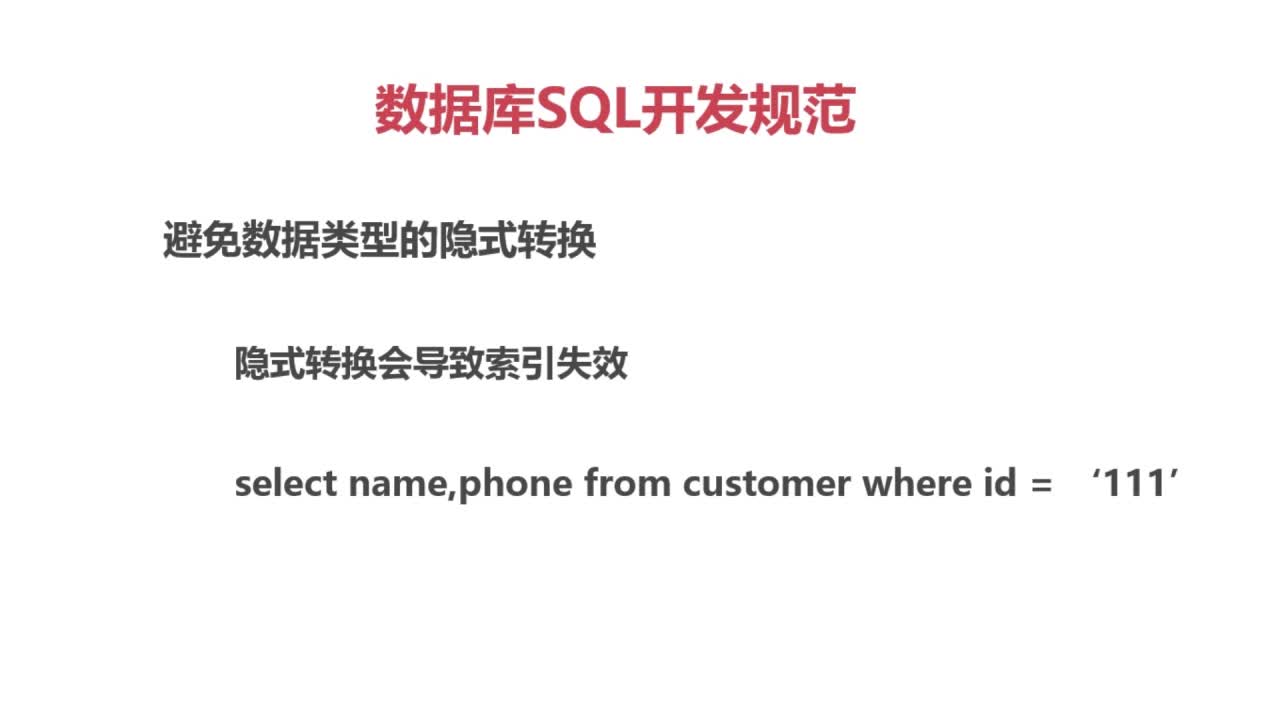 数据库SQL开发规范
避免数据类型的隐式转换
隐式转换会导致索引失效
select name,phone from customer where id = ‘111’